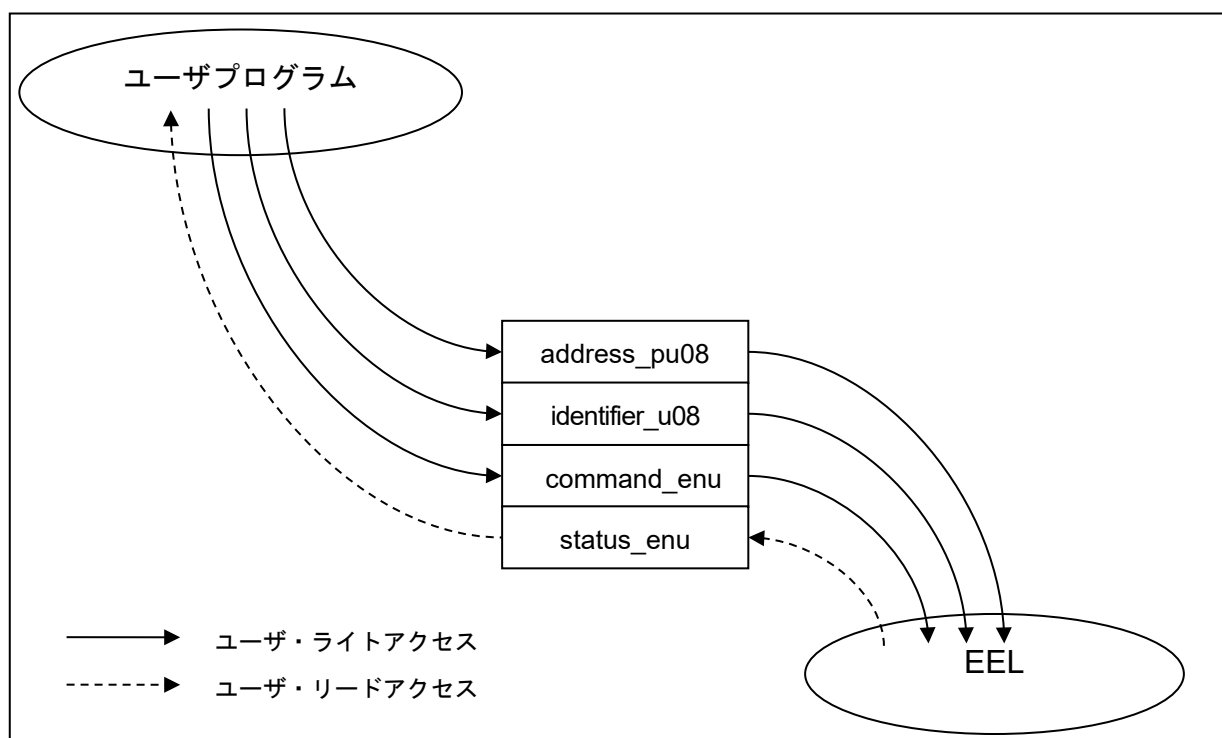 ユーザプログラム
address_pu08
identifier_u08
command_enu
status_enu
ユーザ・ライトアクセス
ユーザ・リードアクセス
EEL